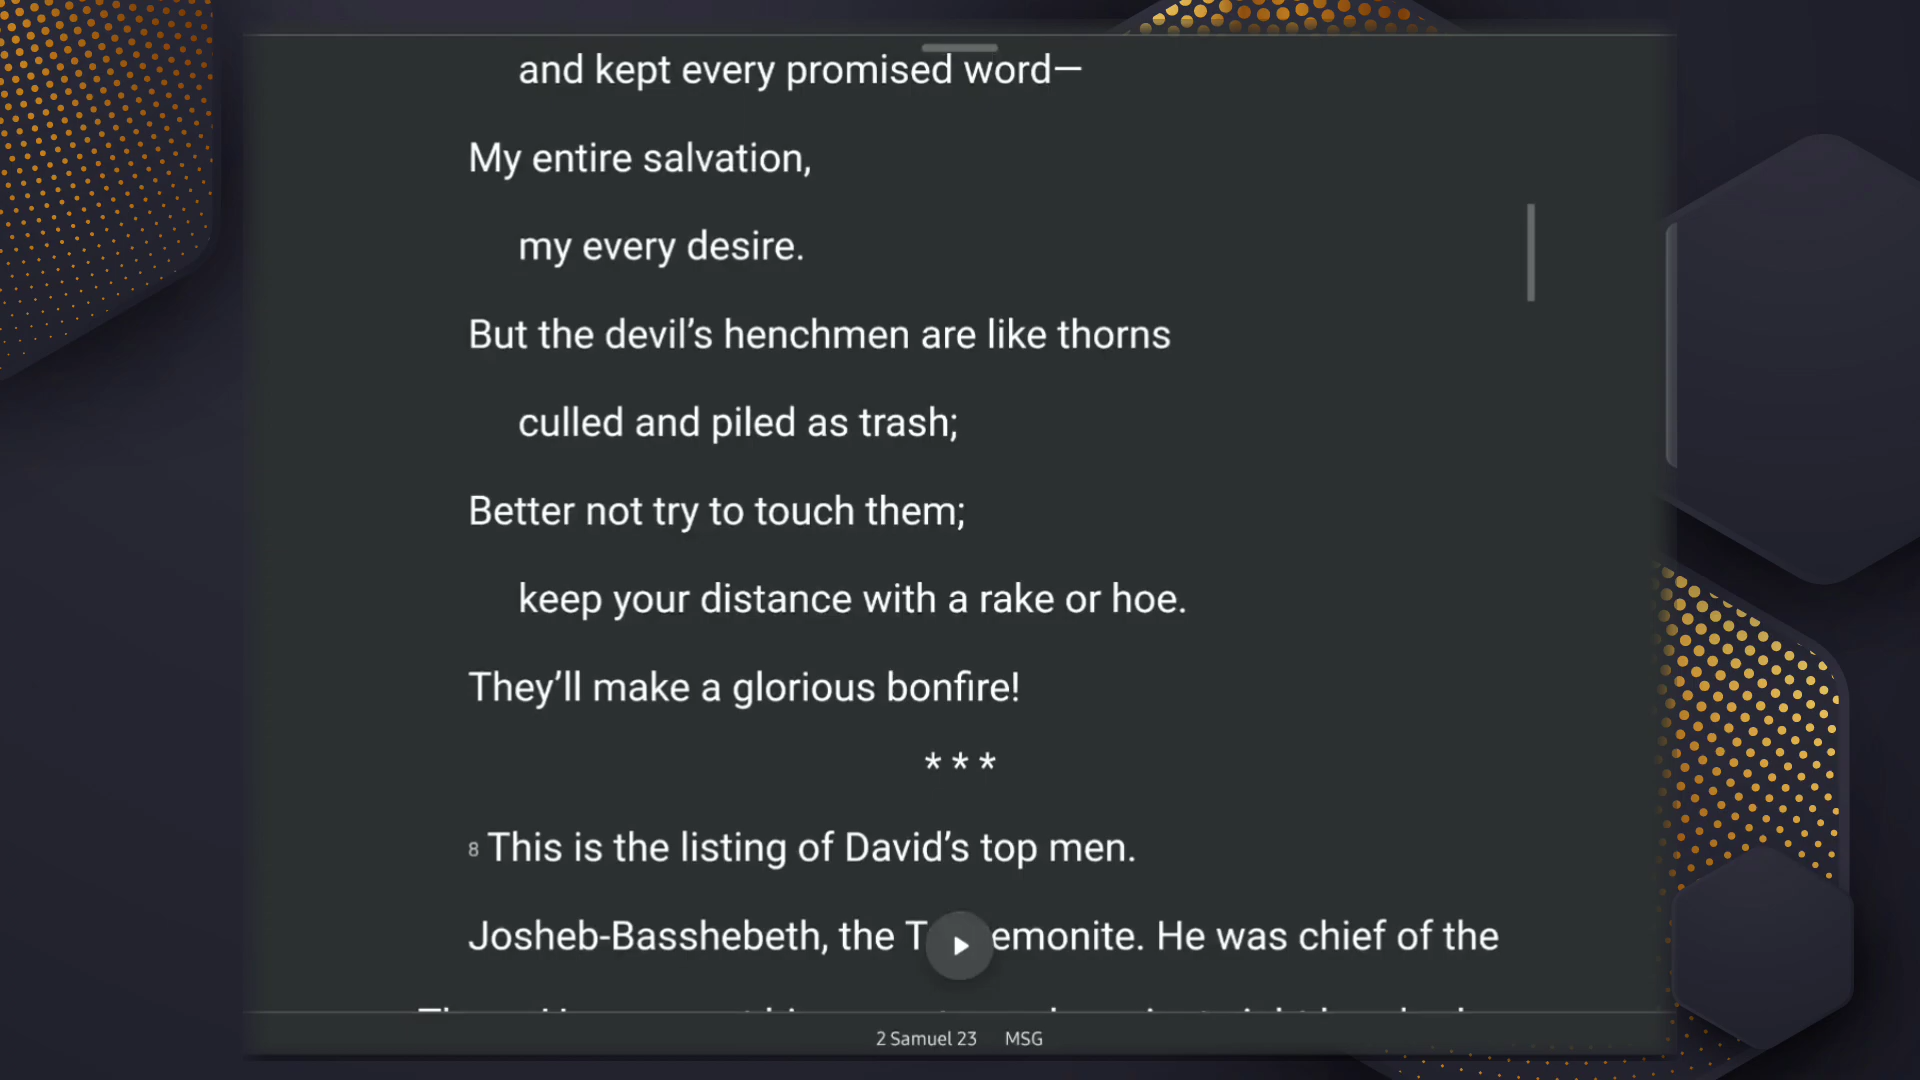 and kept every promised word—
My entire salvation,
my every desire.
But the devil’s henchmen are like thorns
culled and piled as trash;
Better not try to touch them;
keep your distance with a rake or hoe.
They’ll make a glorious bonfire!
* * *
8 This is the listing of David’s top men.
Josheb-Basshebeth, the emonite. He was chief of the
2 Samuel 23 MSG